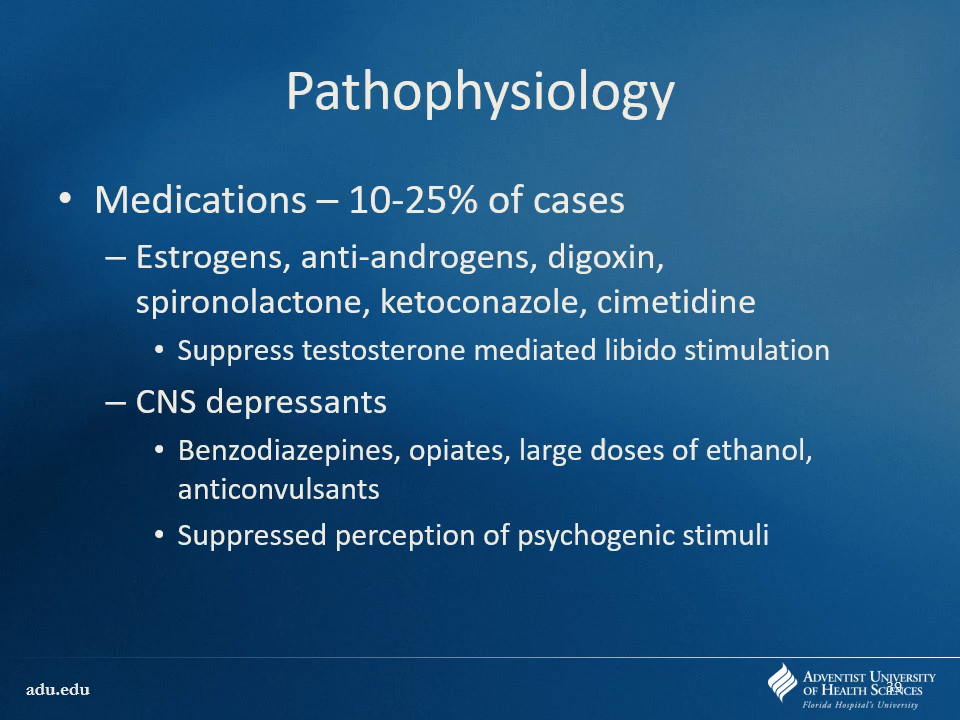 Pathophysiology
• Medications – 10-25% of cases
– Estrogens, anti-androgens, digoxin,
spironolactone, ketoconazole, cimetidine
• Suppress testosterone mediated libido stimulation
– CNS depressants
• Benzodiazepines, opiates, large doses of ethanol,
anticonvulsants
• Suppressed perception of psychogenic stimuli
adu.edu
ADVENTIST UNIVERSITY
OF HEALTH SCIENCES
39
Florida Hospital's University